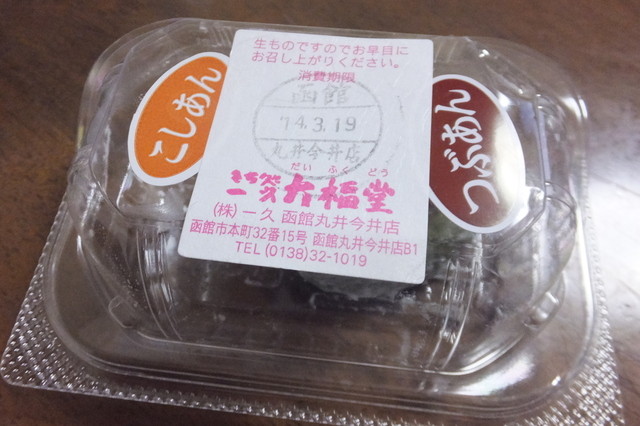 生ものですのでお早目に
お召し上がりください。
消費期限
函館
'14.3.19
丸井今井店
だいふくどう
一久大福堂
(株)一久 函館丸井今井店
函館市本町32番15号 函館丸井今井店B1
TEL (0138)32-1019
こしあん
つぶあん